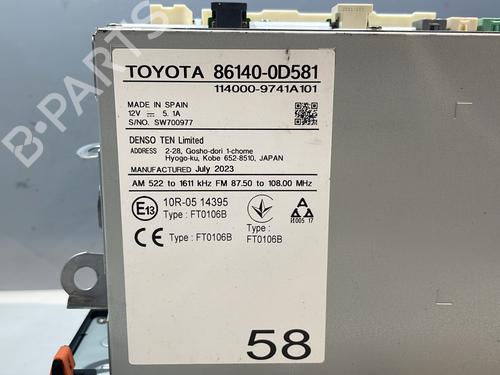 TOYOTA 86140-0D581
114000-9741A101
MADE IN SPAIN
12V ⎓ 5.1A
S/NO. SW700977
DENSO TEN Limited
ADDRESS 2-28, Gosho-dori 1-chome
Hyogo-ku, Kobe 652-8510, JAPAN
MANUFACTURED July 2023
AM 522 to 1611 kHz FM 87.50 to 108.00 MHz
E13 10R-05 14395
Type : FT0106B
CE Type : FT0106B
Type :
FT0106B
И005 17
58
B-PARTS